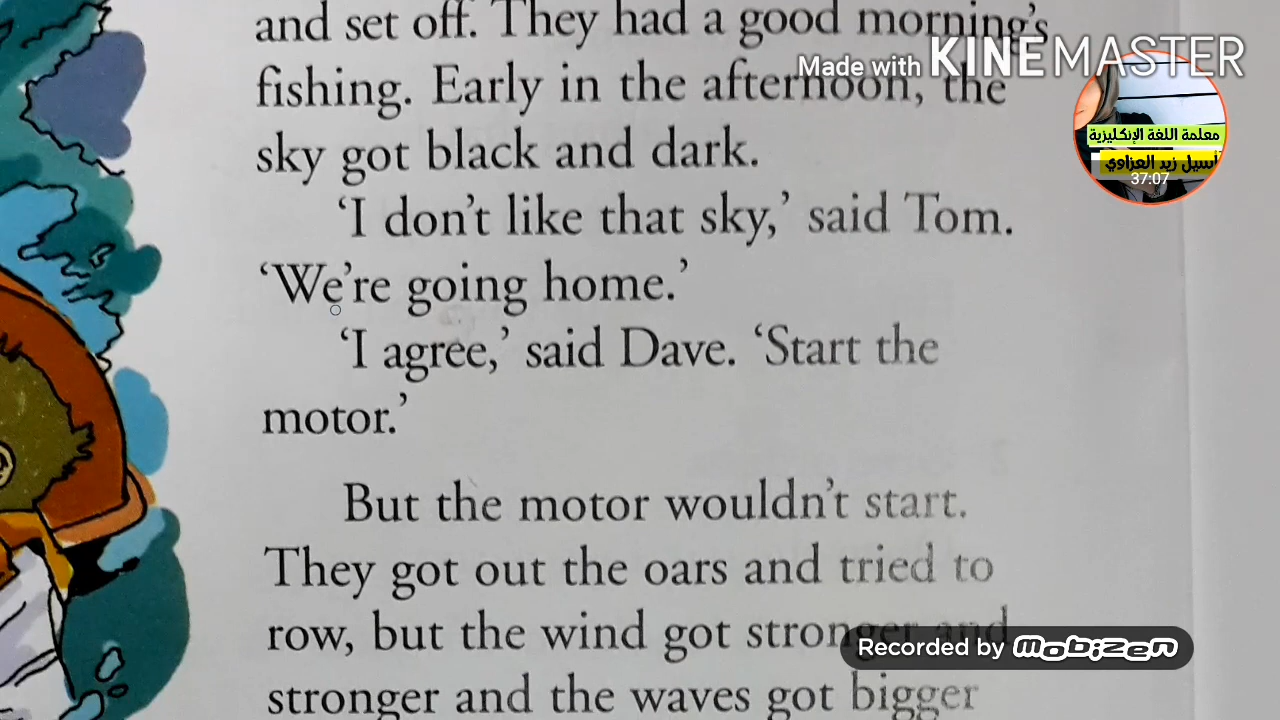 and set off. They had a good morning's
Made with KINEMASTER
fishing. Early in the afternoon, the
معلمة اللغة الإنكليزية
أسيل زيد العزاوي
37:07
sky got black and dark.
‘I don’t like that sky,’ said Tom.
‘We’re going home.’
‘I agree,’ said Dave. ‘Start the
motor.’
But the motor wouldn’t start.
They got out the oars and tried to
row, but the wind got stronger and
Recorded by mobizen
stronger and the waves got bigger